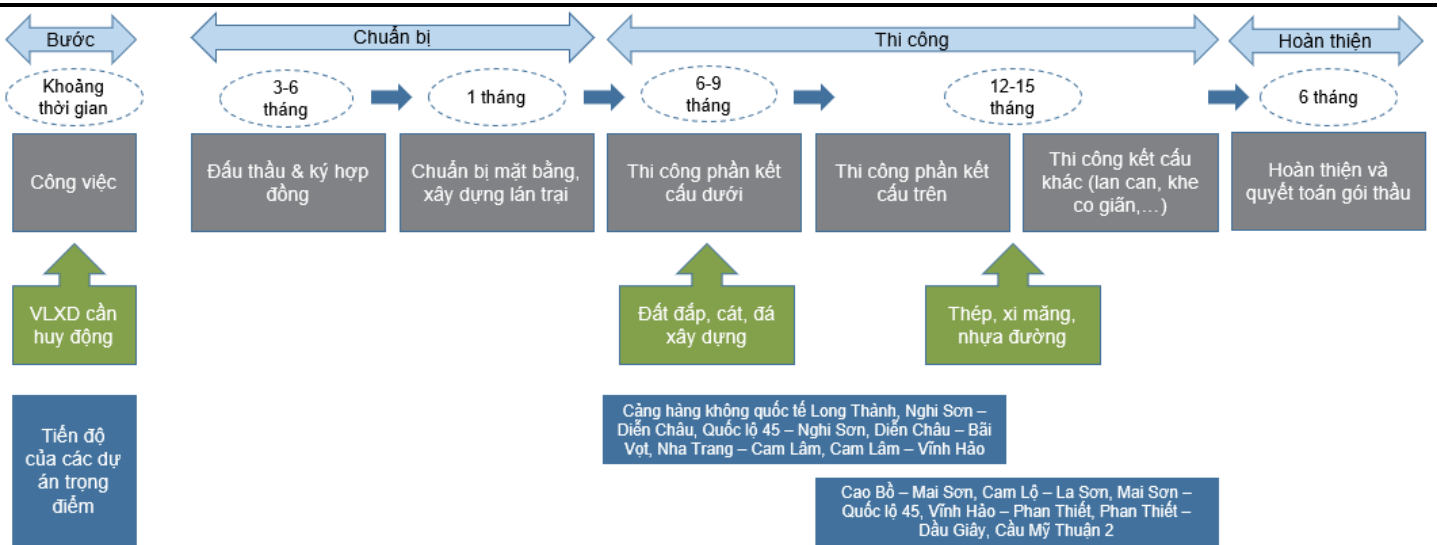 Bước
Chuẩn bị
Thi công
Hoàn thiện
Khoảng
thời gian
3-6
tháng
1 tháng
6-9
tháng
12-15
tháng
6 tháng
Công việc
Đấu thầu & ký hợp
đồng
Chuẩn bị mặt bằng,
xây dựng lán trại
Thi công phần kết
cấu dưới
Thi công phần kết
cấu trên
Thi công kết cấu
khác (lan can, khe
co giãn,…)
Hoàn thiện và
quyết toán gói thầu
VLXD cần
huy động
Đất đắp, cát, đá
xây dựng
Thép, xi măng,
nhựa đường
Tiến độ
của các dự
án trọng
điểm
Cảng hàng không quốc tế Long Thành, Nghi Sơn –
Diễn Châu, Quốc lộ 45 – Nghi Sơn, Diễn Châu – Bãi
Vọt, Nha Trang – Cam Lâm, Cam Lâm – Vĩnh Hảo
Cao Bồ – Mai Sơn, Cam Lộ – La Sơn, Mai Sơn –
Quốc lộ 45, Vĩnh Hảo – Phan Thiết, Phan Thiết –
Dầu Giây, Cầu Mỹ Thuận 2